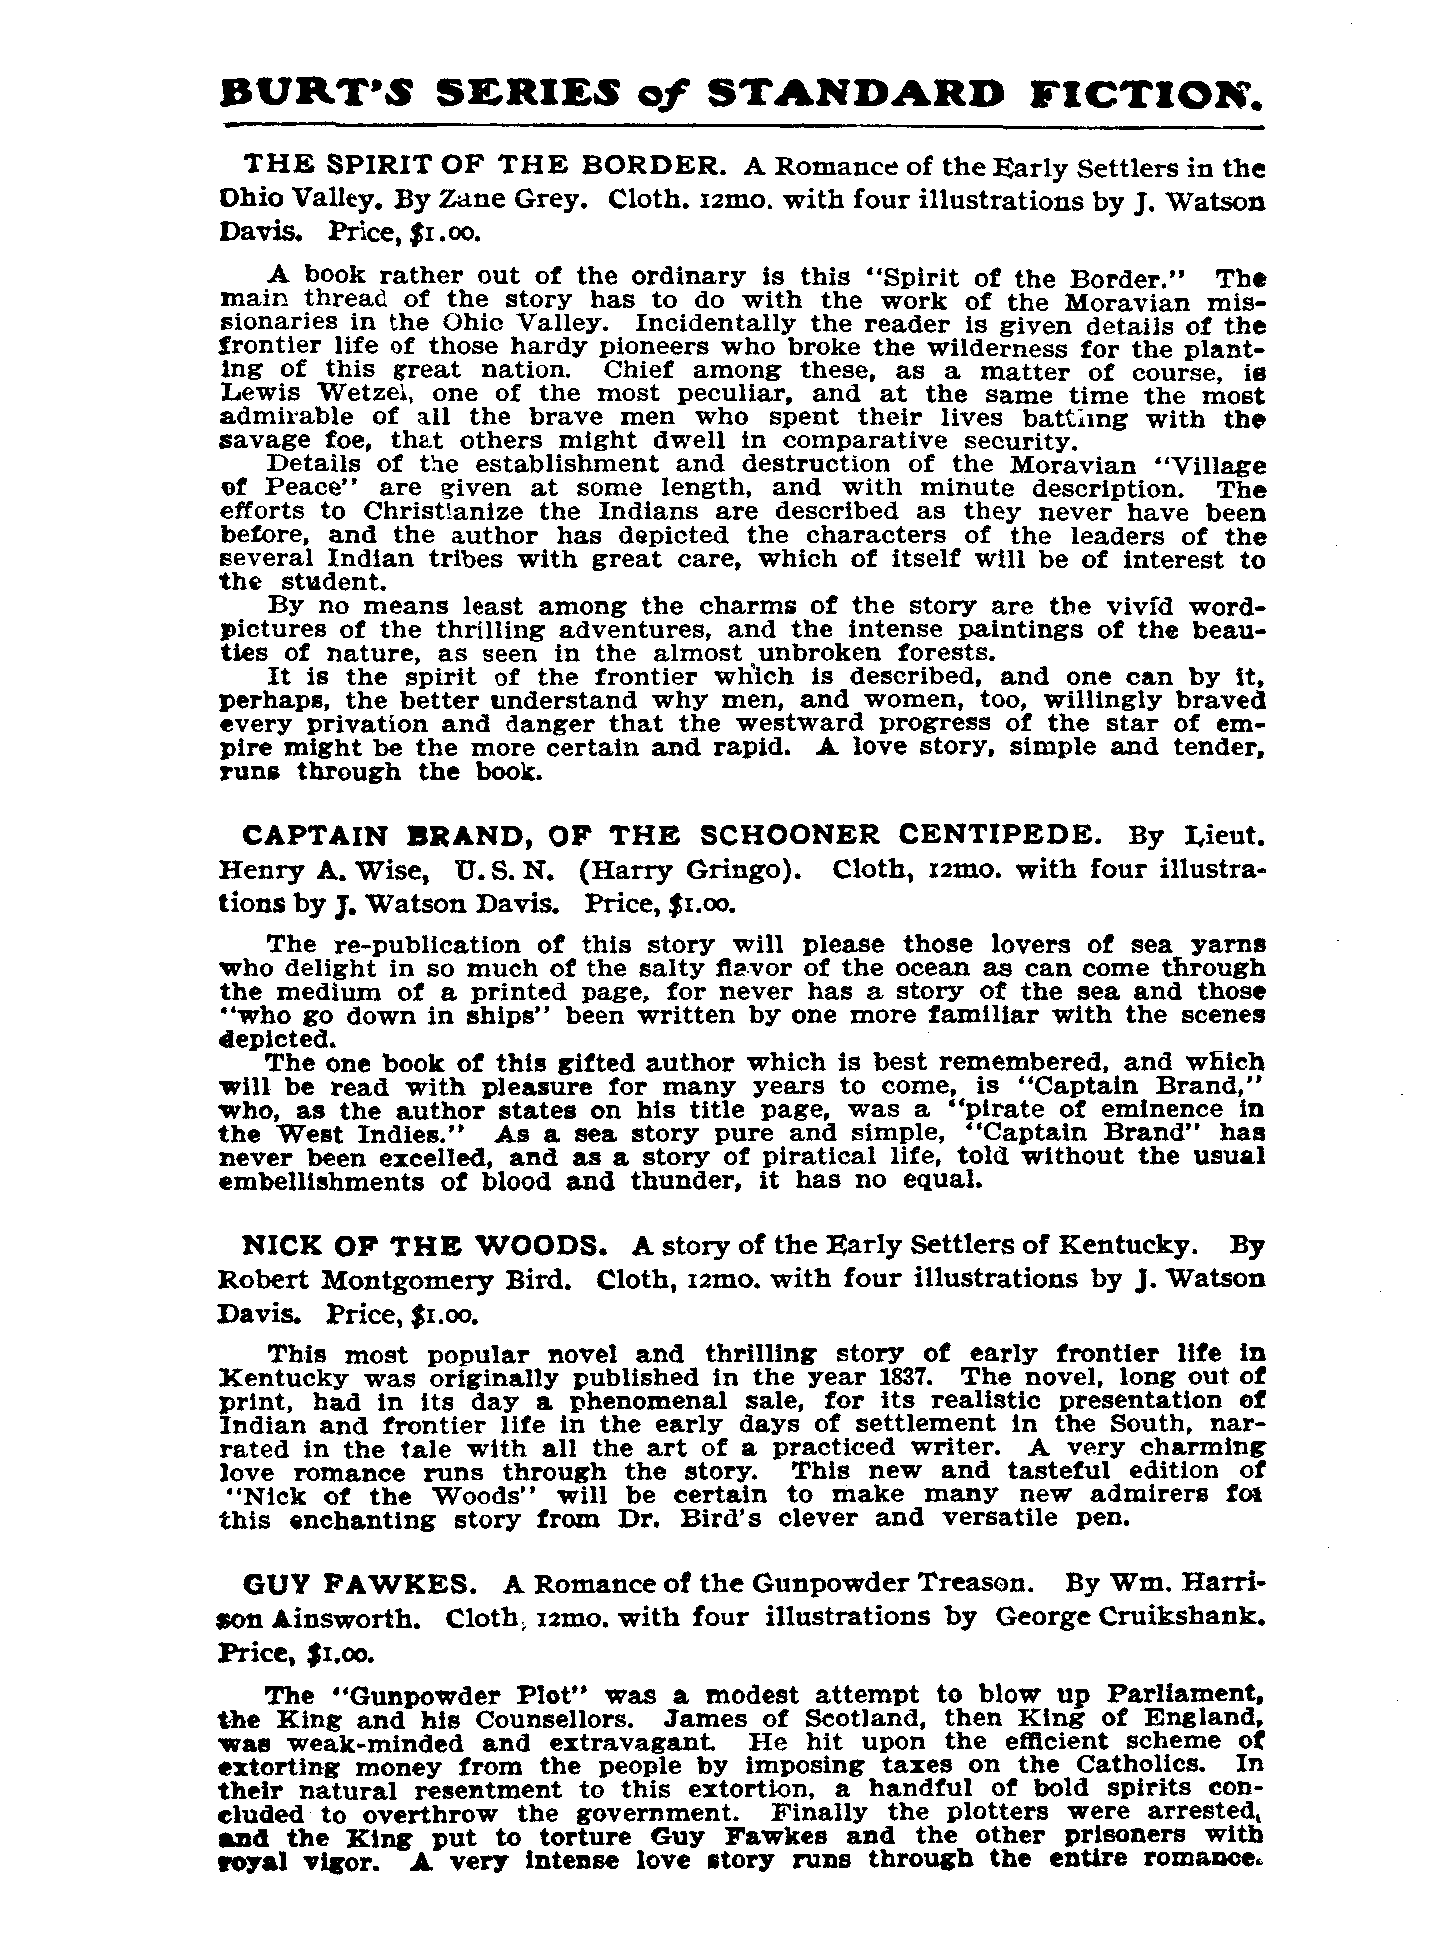 BURT'S SERIES of STANDARD FICTION.
THE SPIRIT OF THE BORDER. A Romance of the Early Settlers in the
Ohio Valley. By Zane Grey. Cloth. 12mo. with four illustrations by J. Watson
Davis. Price, $1.00.
A book rather out of the ordinary is this "Spirit of the Border." The
main thread of the story has to do with the work of the Moravian mis-
sionaries in the Ohio Valley. Incidentally the reader is given details of the
frontier life of those hardy pioneers who broke the wilderness for the plant-
ing of this great nation. Chief among these, as a matter of course, is
Lewis Wetzel, one of the most peculiar, and at the same time the most
admirable of all the brave men who spent their lives battling with the
savage foe, that others might dwell in comparative security.
Details of the establishment and destruction of the Moravian "Village
of Peace" are given at some length, and with minute description. The
efforts to Christianize the Indians are described as they never have been
before, and the author has depicted the characters of the leaders of the
several Indian tribes with great care, which of itself will be of interest to
the student.
By no means least among the charms of the story are the vivid word-
pictures of the thrilling adventures, and the intense paintings of the beau-
ties of nature, as seen in the almost unbroken forests.
It is the spirit of the frontier which is described, and one can by it,
perhaps, the better understand why men, and women, too, willingly braved
every privation and danger that the westward progress of the star of em-
pire might be the more certain and rapid. A love story, simple and tender,
runs through the book.
CAPTAIN BRAND, OF THE SCHOONER CENTIPEDE. By Lieut.
Henry A. Wise, U. S. N. (Harry Gringo). Cloth, 12mo. with four illustra-
tions by J. Watson Davis. Price, $1.00.
The re-publication of this story will please those lovers of sea yarns
who delight in so much of the salty flavor of the ocean as can come through
the medium of a printed page, for never has a story of the sea and those
"who go down in ships" been written by one more familiar with the scenes
depicted.
The one book of this gifted author which is best remembered, and which
will be read with pleasure for many years to come, is "Captain Brand,"
who, as the author states on his title page, was a "pirate of eminence in
the West Indies." As a sea story pure and simple, "Captain Brand" has
never been excelled, and as a story of piratical life, told without the usual
embellishments of blood and thunder, it has no equal.
NICK OF THE WOODS. A story of the Early Settlers of Kentucky. By
Robert Montgomery Bird. Cloth, 12mo. with four illustrations by J. Watson
Davis. Price, $1.00.
This most popular novel and thrilling story of early frontier life in
Kentucky was originally published in the year 1837. The novel, long out of
print, had in its day a phenomenal sale, for its realistic presentation of
Indian and frontier life in the early days of settlement in the South, nar-
rated in the tale with all the art of a practiced writer. A very charming
love romance runs through the story. This new and tasteful edition of
"Nick of the Woods" will be certain to make many new admirers for
this enchanting story from Dr. Bird's clever and versatile pen.
GUY FAWKES. A Romance of the Gunpowder Treason. By Wm. Harri-
son Ainsworth. Cloth, 12mo. with four illustrations by George Cruikshank.
Price, $1.00.
The "Gunpowder Plot" was a modest attempt to blow up Parliament,
the King and his Counsellors. James of Scotland, then King of England,
was weak-minded and extravagant. He hit upon the efficient scheme of
extorting money from the people by imposing taxes on the Catholics. In
their natural resentment to this extortion, a handful of bold spirits con-
cluded to overthrow the government. Finally the plotters were arrested,
and the King put to torture Guy Fawkes and the other prisoners with
royal vigor. A very intense love story runs through the entire romance.